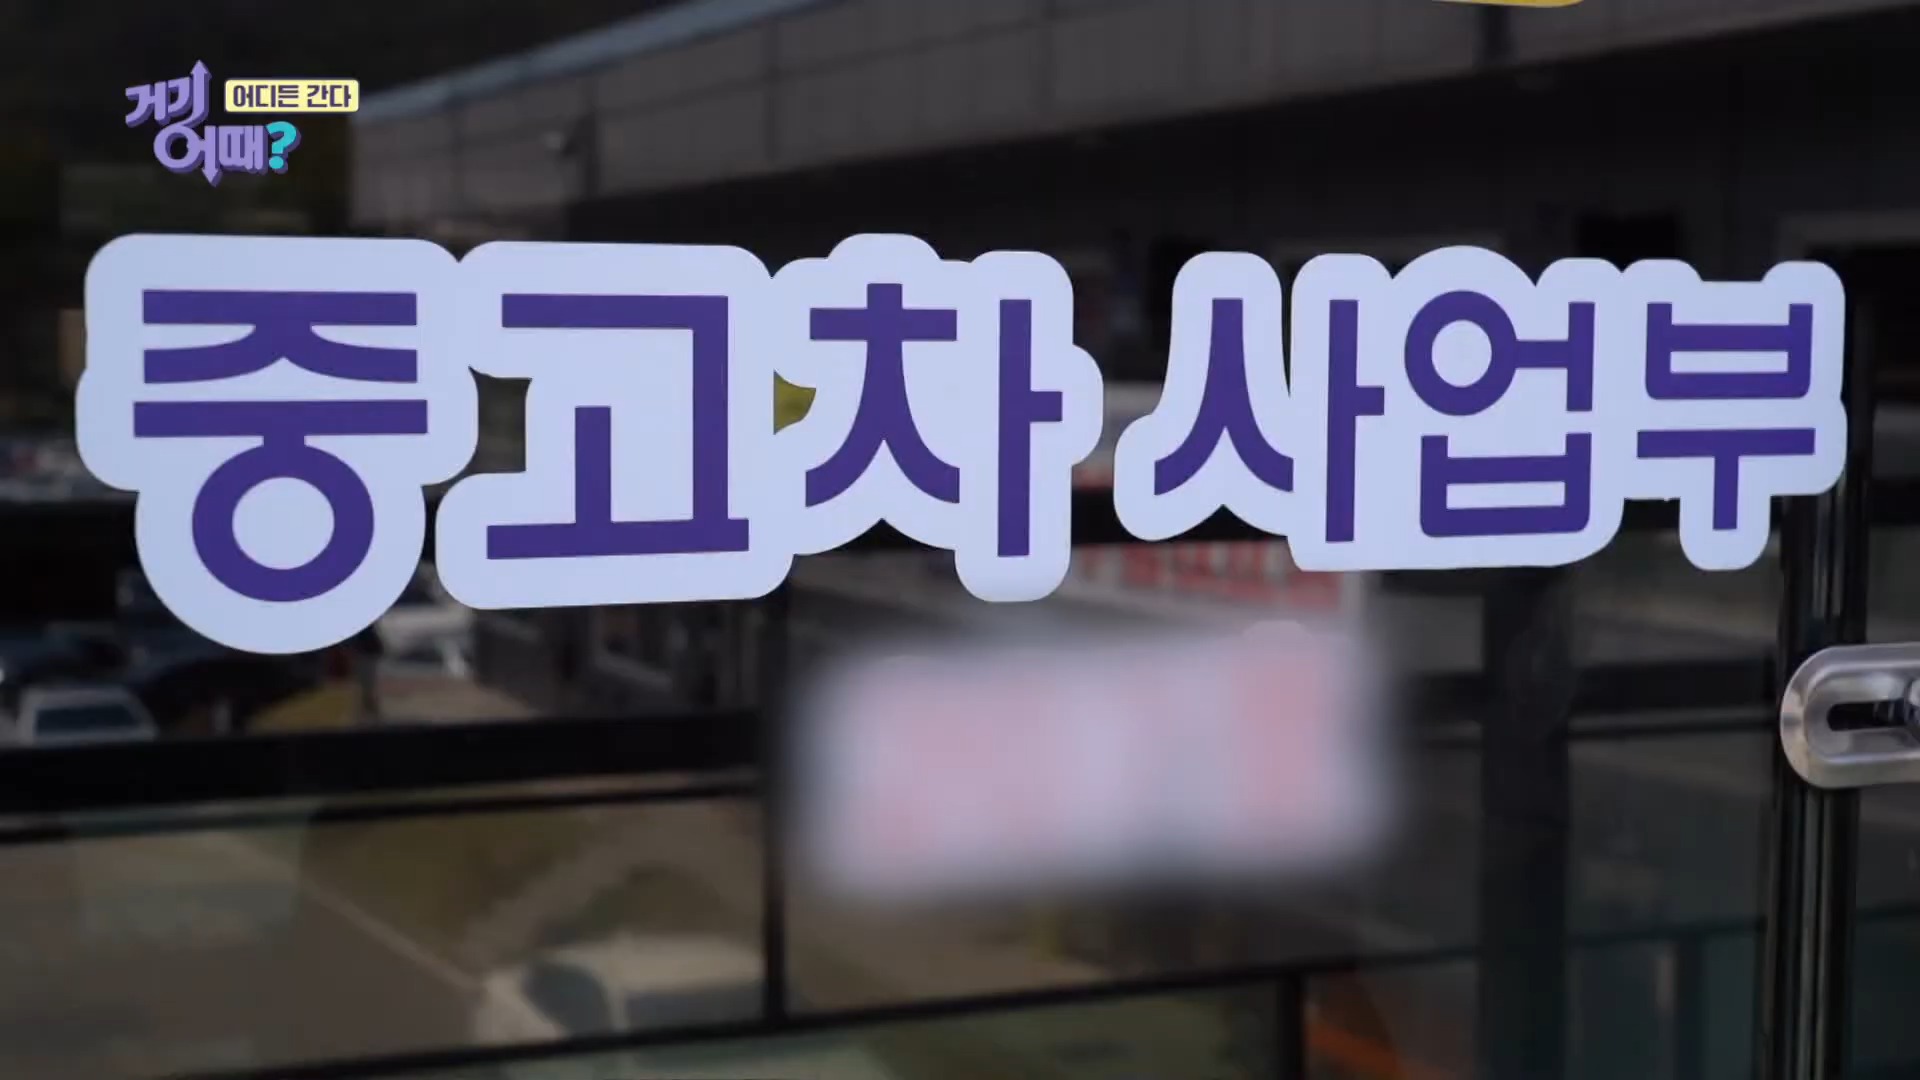 거기 어디든 간다
어때?
중고차 사업부